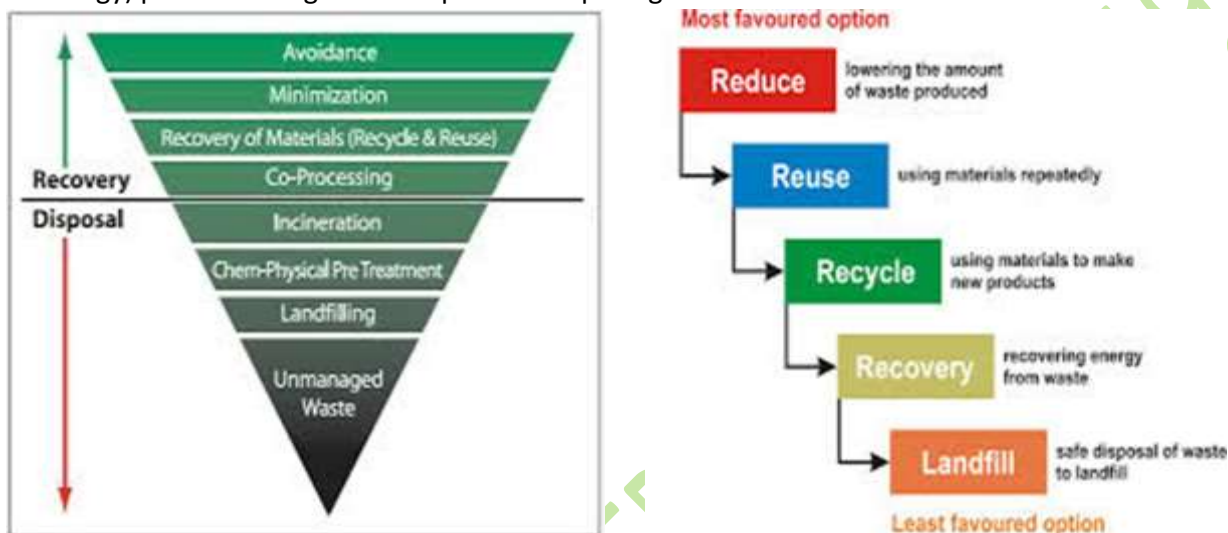 Most favoured option
Avoidance
Minimization
Recovery of Materials (Recycle & Reuse)
Co-Processing
Recovery
Disposal
Incineration
Chem-Physical Pre Treatment
Landfilling
Unmanaged
Waste
Reduce
lowering the amount
of waste produced
Reuse
using materials repeatedly
Recycle
using materials to make
new products
Recovery
recovering energy
from waste
Landfill
safe disposal of waste
to landfill
Least favoured option